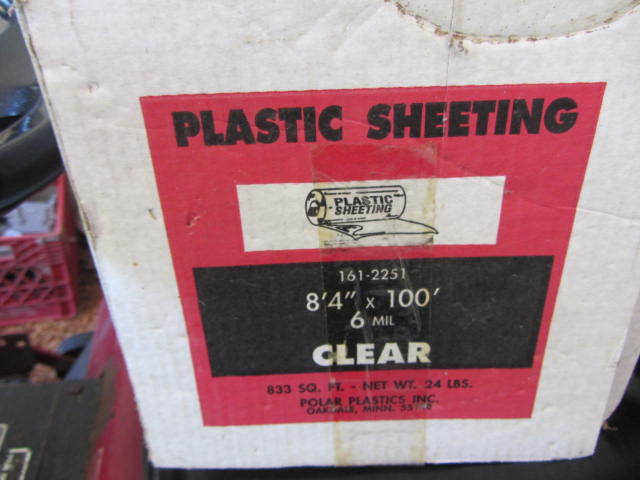 PLASTIC SHEETING
PLASTIC
SHEETING
161-2251
8'4" x 100'
6 MIL
CLEAR
833 SQ. FT. - NET WT. 24 LBS.
POLAR PLASTICS INC.
OAKDALE, MINN.